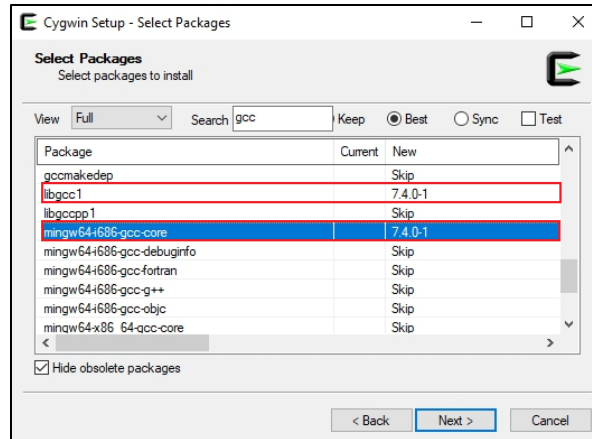 Cygwin Setup - Select Packages
Select Packages
Select packages to install
View Full Search gcc Keep Best Sync Test
Package Current New
gccmakedep Skip
libgcc1 7.4.0-1
libgccpp1 Skip
mingw64-i686-gcc-core 7.4.0-1
mingw64-i686-gcc-debuginfo Skip
mingw64-i686-gcc-fortran Skip
mingw64-i686-gcc-g++ Skip
mingw64-i686-gcc-objc Skip
mingw64-x86_64-gcc-core Skip
Hide obsolete packages
< Back Next > Cancel